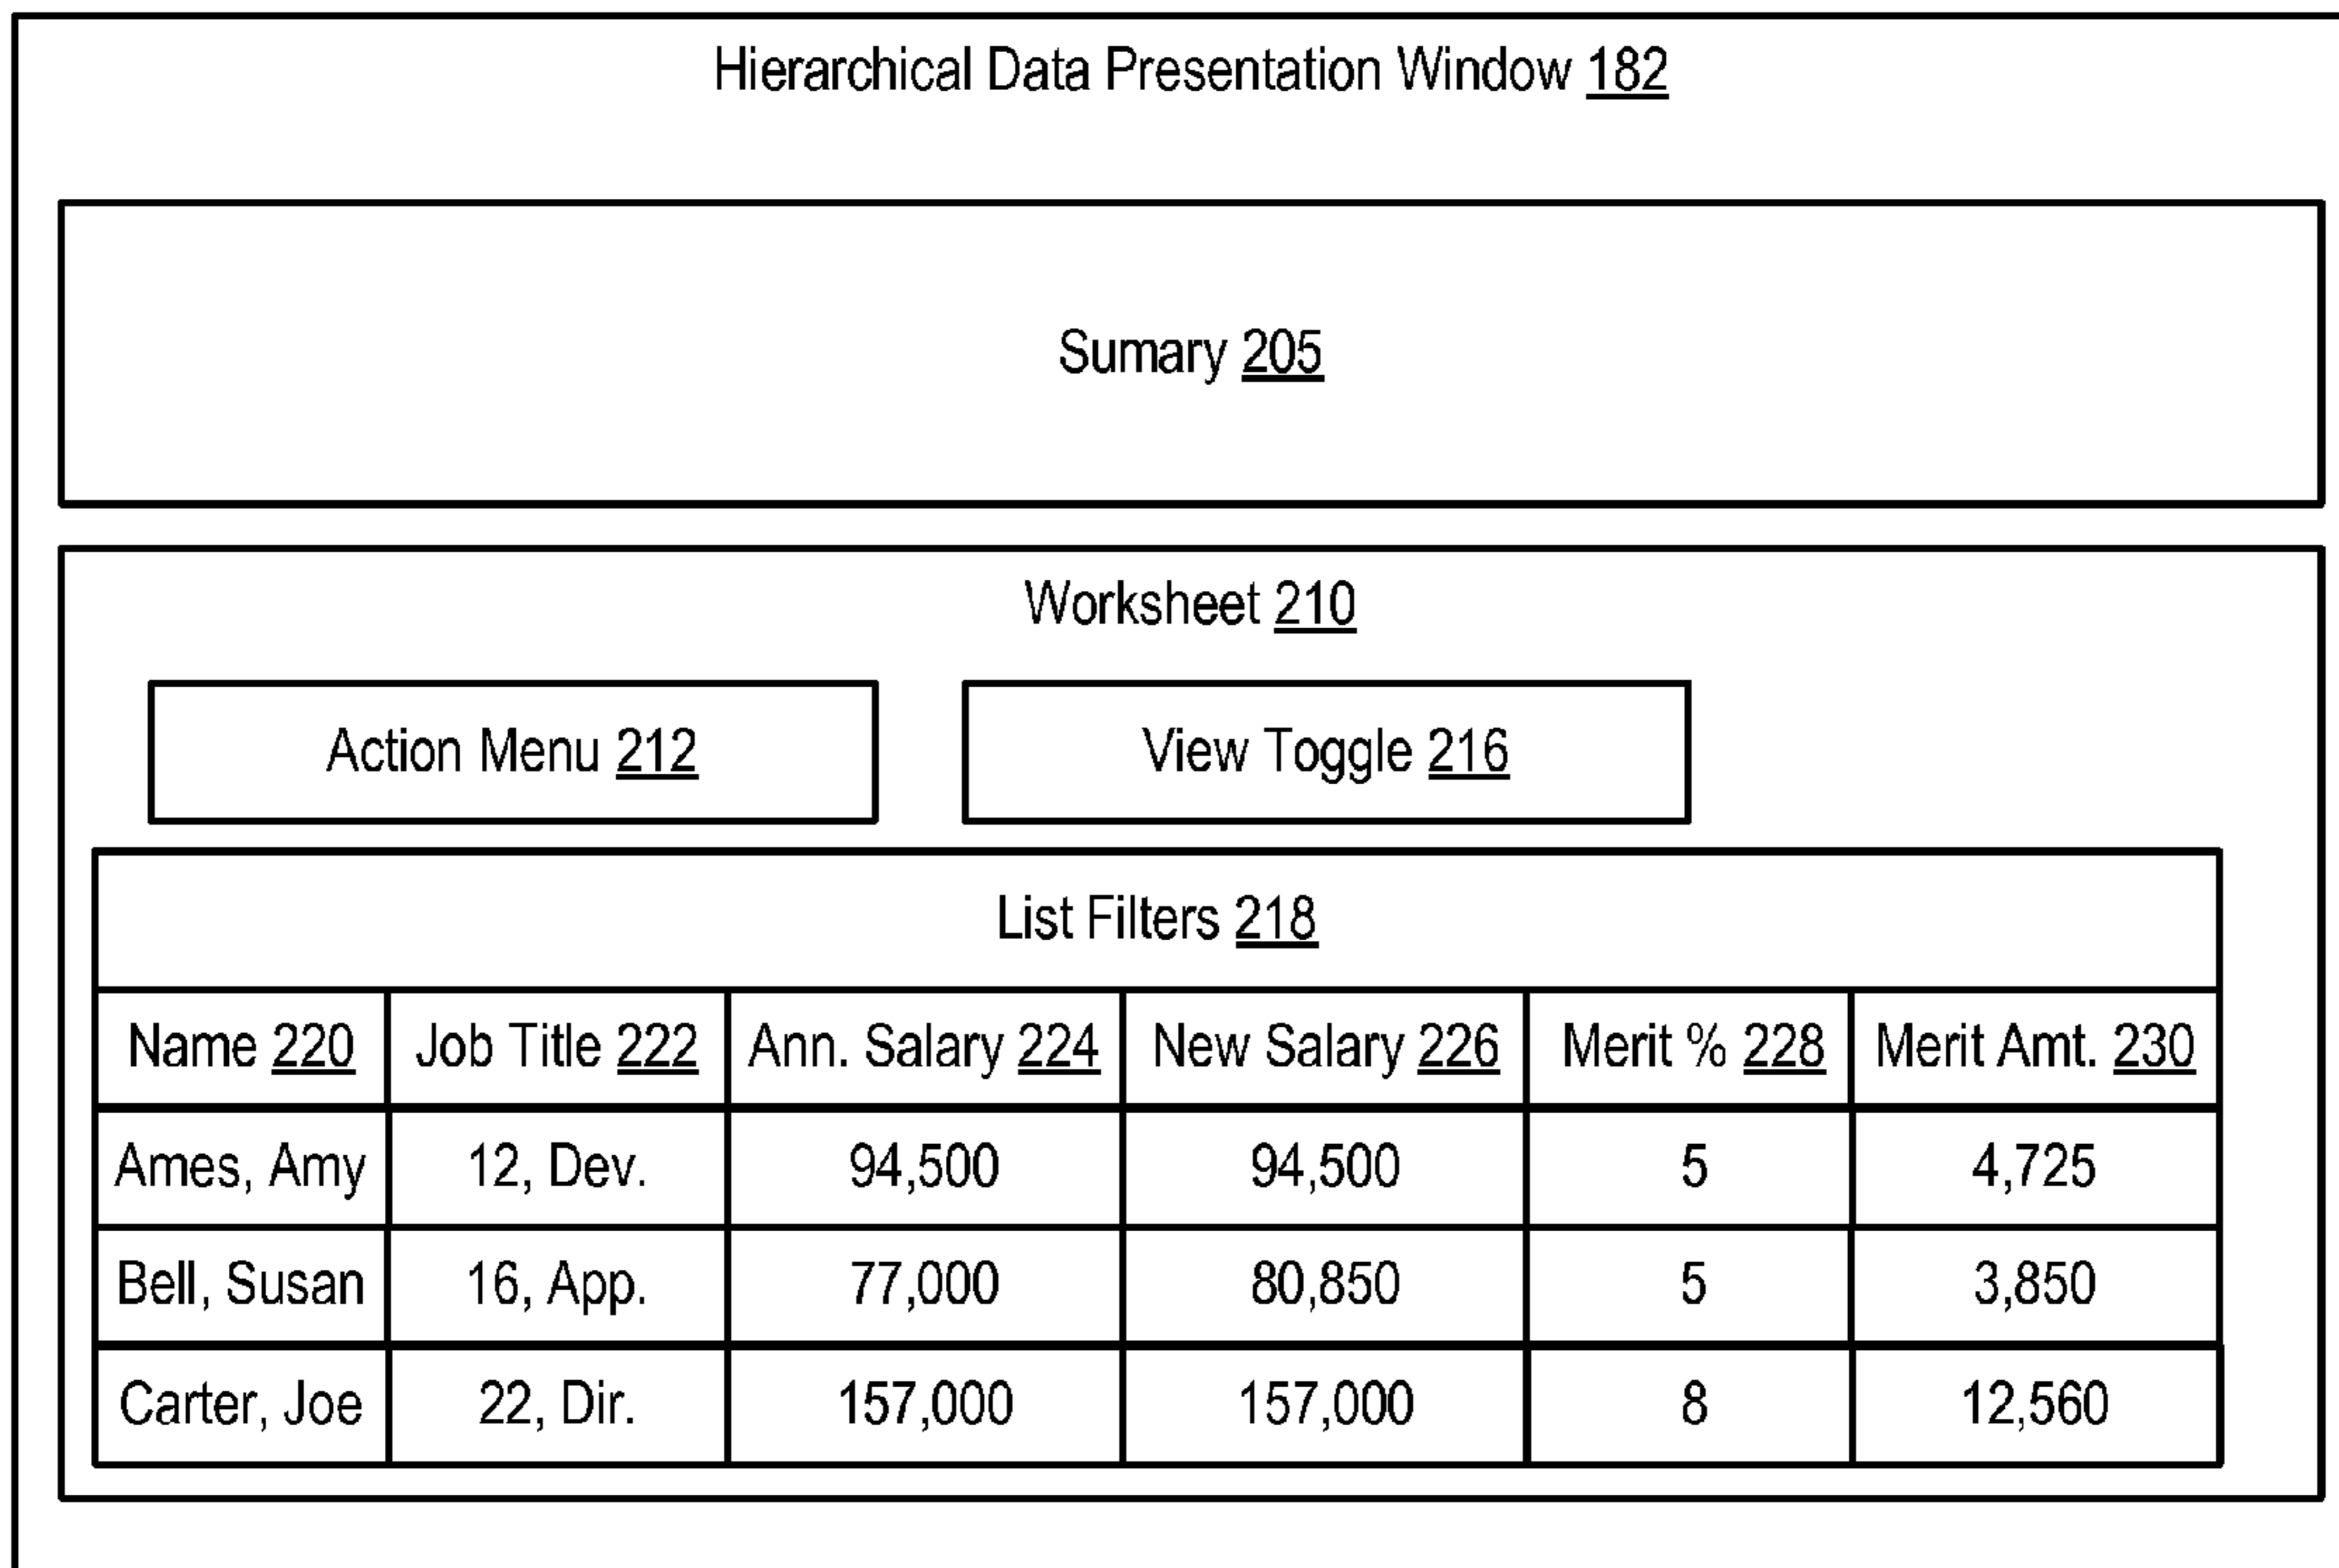 Hierarchical Data Presentation Window 182
Sumary 205
Worksheet 210
Action Menu 212 View Toggle 216
List Filters 218
Name 220 Job Title 222 Ann. Salary 224 New Salary 226 Merit % 228 Merit Amt. 230
Ames, Amy 12, Dev. 94,500 94,500 5 4,725
Bell, Susan 16, App. 77,000 80,850 5 3,850
Carter, Joe 22, Dir. 157,000 157,000 8 12,560